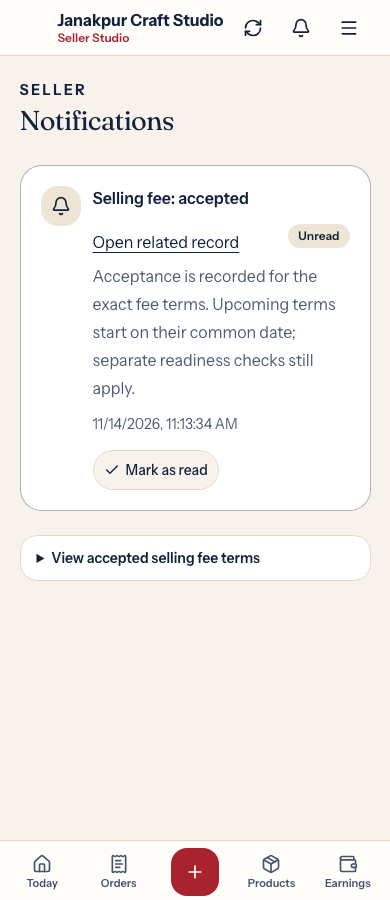 Janakpur Craft Studio
Seller Studio
SELLER
Notifications
Selling fee: accepted
Open related record
Unread
Acceptance is recorded for the
exact fee terms. Upcoming terms
start on their common date;
separate readiness checks still
apply.
11/14/2026, 11:13:34 AM
Mark as read
View accepted selling fee terms
Today
Orders
Products
Earnings